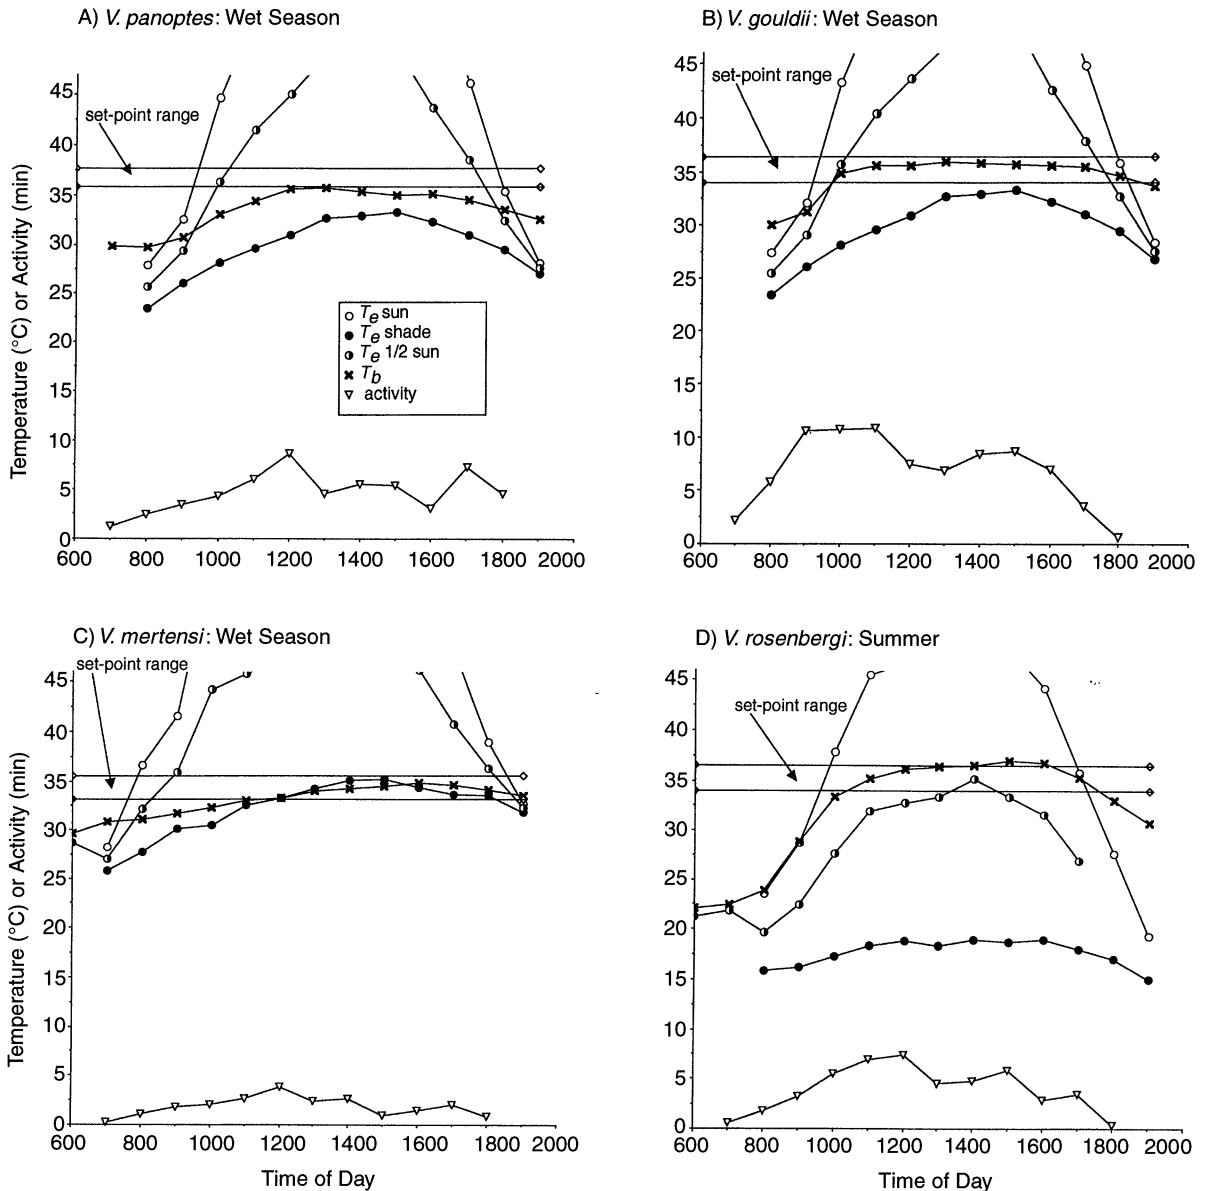 A) V. panoptes: Wet Season
set-point range
45
40
35
30
25
20
15
10
5
0
600 800 1000 1200 1400 1600 1800 2000
Temperature (°C) or Activity (min)
Te sun
Te shade
Te 1/2 sun
Tb
activity
B) V. gouldii: Wet Season
set-point range
45
40
35
30
25
20
15
10
5
0
600 800 1000 1200 1400 1600 1800 2000
C) V. mertensi: Wet Season
set-point range
45
40
35
30
25
20
15
10
5
0
600 800 1000 1200 1400 1600 1800 2000
Temperature (°C) or Activity (min)
Time of Day
D) V. rosenbergi: Summer
set-point range
45
40
35
30
25
20
15
10
5
0
600 800 1000 1200 1400 1600 1800 2000
Time of Day